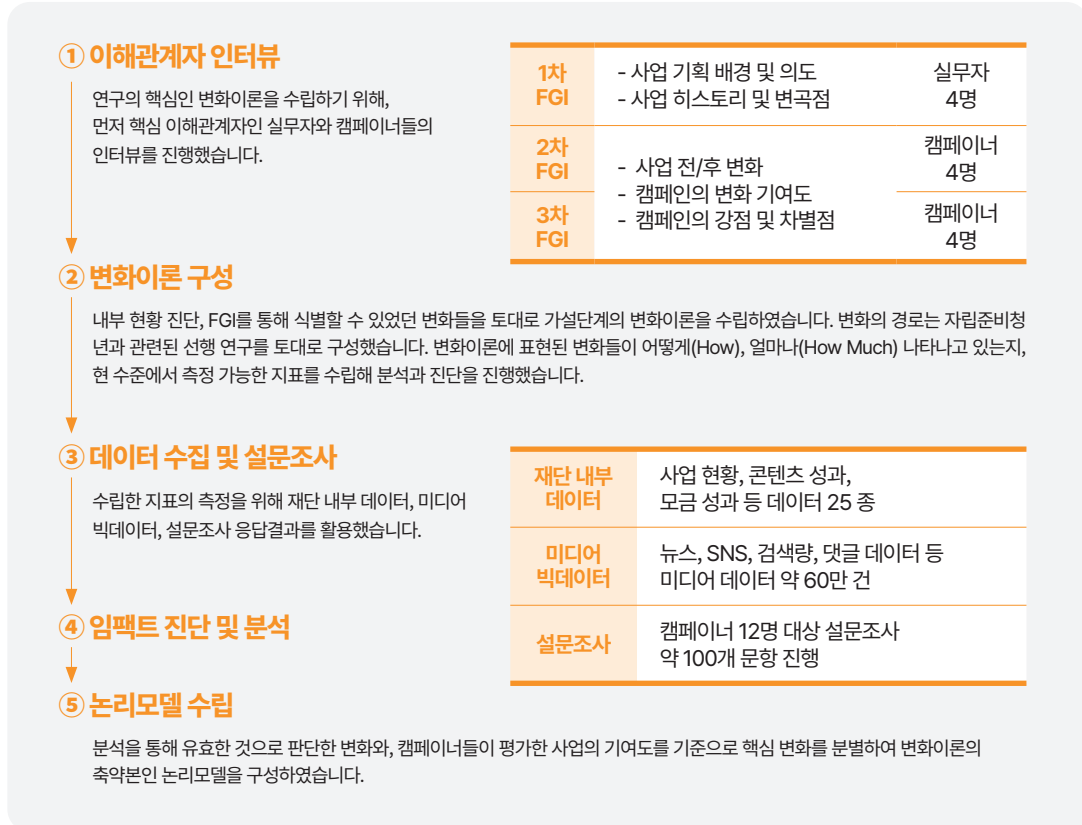 ① 이해관계자 인터뷰
연구의 핵심인 변화이론을 수립하기 위해,
먼저 핵심 이해관계자인 실무자와 캠페이너들의
인터뷰를 진행했습니다.
1차
FGI
- 사업 기획 배경 및 의도
- 사업 히스토리 및 변곡점
실무자
4명
2차
FGI
캠페이너
4명
- 사업 전/후 변화
- 캠페인의 변화 기여도
- 캠페인의 강점 및 차별점
3차
FGI
캠페이너
4명
② 변화이론 구성
내부 현황 진단, FGI를 통해 식별할 수 있었던 변화들을 토대로 가설단계의 변화이론을 수립하였습니다. 변화의 경로는 자립준비청
년과 관련된 선행 연구를 토대로 구성했습니다. 변화이론에 표현된 변화들이 어떻게(How), 얼마나(How Much) 나타나고 있는지,
현 수준에서 측정 가능한 지표를 수립해 분석과 진단을 진행했습니다.
③ 데이터 수집 및 설문조사
수립한 지표의 측정을 위해 재단 내부 데이터, 미디어
빅데이터, 설문조사 응답결과를 활용했습니다.
재단 내부
데이터
사업 현황, 콘텐츠 성과,
모금 성과 등 데이터 25 종
미디어
빅데이터
뉴스, SNS, 검색량, 댓글 데이터 등
미디어 데이터 약 60만 건
설문조사
캠페이너 12명 대상 설문조사
약 100개 문항 진행
④ 임팩트 진단 및 분석
⑤ 논리모델 수립
분석을 통해 유효한 것으로 판단한 변화와, 캠페이너들이 평가한 사업의 기여도를 기준으로 핵심 변화를 분별하여 변화이론의
축약본인 논리모델을 구성하였습니다.